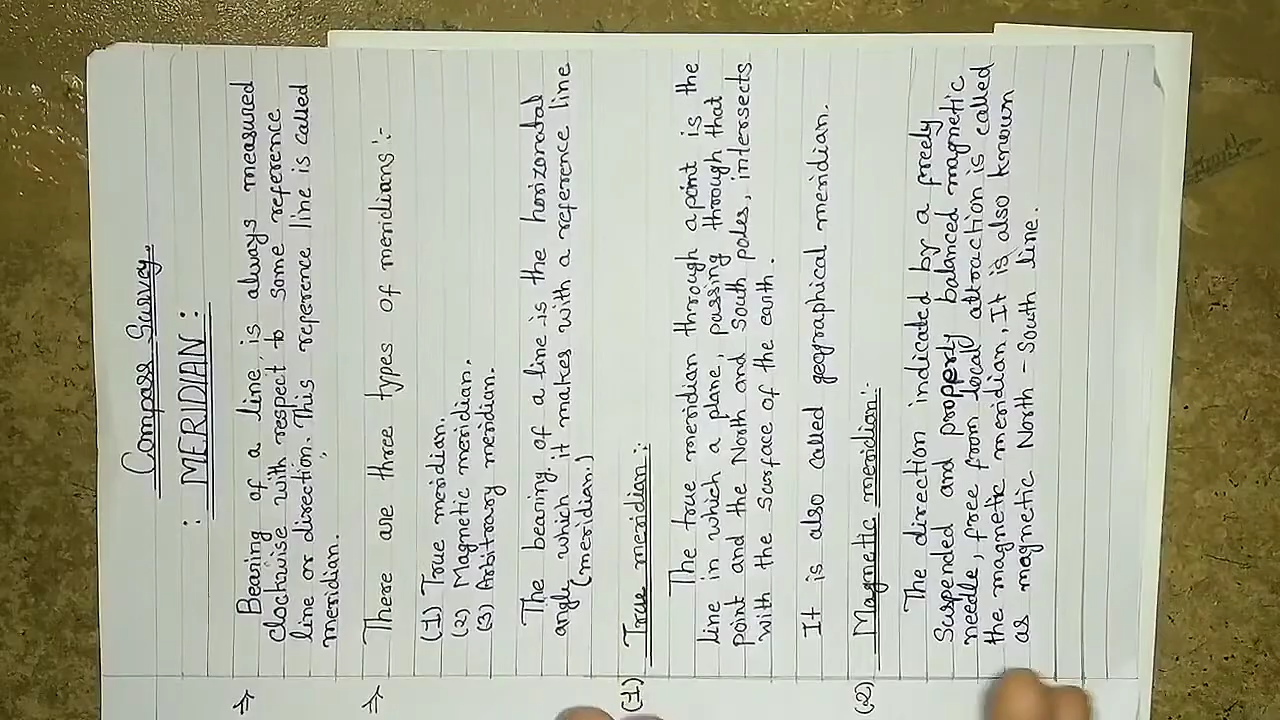 Compass Survay.
: MERIDIAN :
⇒ Bearing of a line, is always measured
clockwise with respect to some reference
line or direction. This reference line is called
meridian.
⇒ There are three types of meridians :-
(1) True meridian.
(2) Magnetic meridian.
(3) Arbitrary meridian.
The bearing of a line is the horizonatal
angle which it makes with a reference line
(meridian.)
(1) True meridian :-
The true meridian through a point is the
line in which a plane, passing through that
point and the North and South poles, intersects
with the surface of the earth.
It is also called geographical meridian.
(2) Magnetic meridian :-
The direction indicated by a freely
Suspended and propperly balanced magnetic
needle, free from local attraction is called
the magnetic meridian. It is also known
as magnetic North - South line.